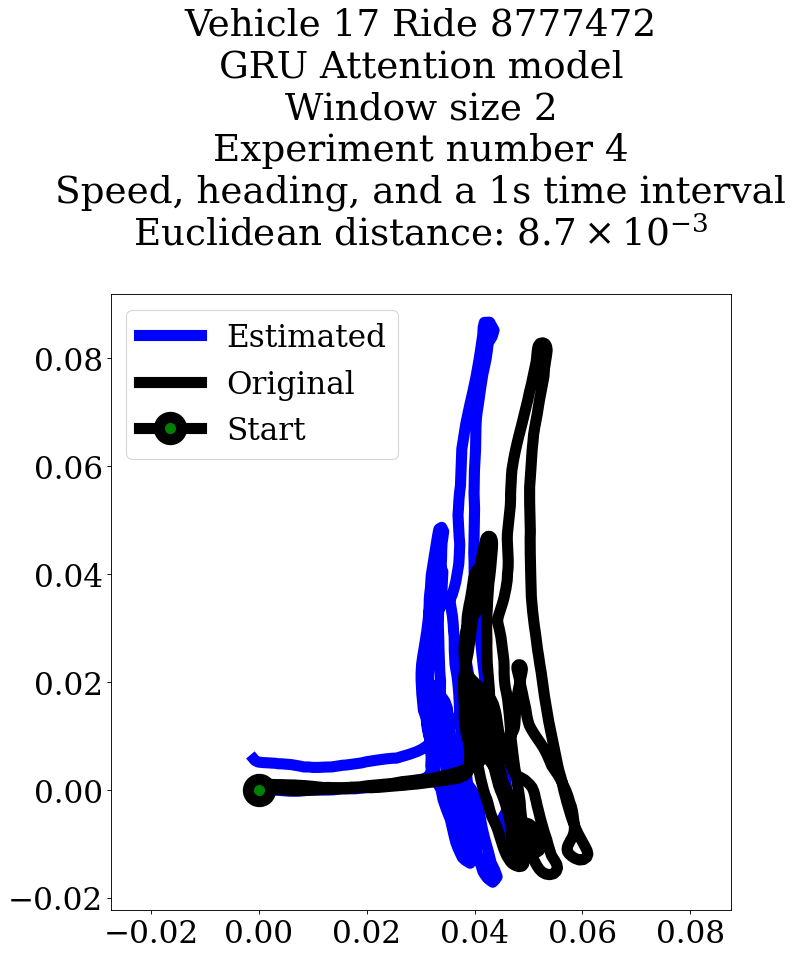 Vehicle 17 Ride 8777472
GRU Attention model
Window size 2
Experiment number 4
Speed, heading, and a 1s time interval
Euclidean distance: 8.7 × 10⁻³
Estimated
Original
Start
0.08
0.06
0.04
0.02
0.00
−0.02
−0.02 0.00 0.02 0.04 0.06 0.08